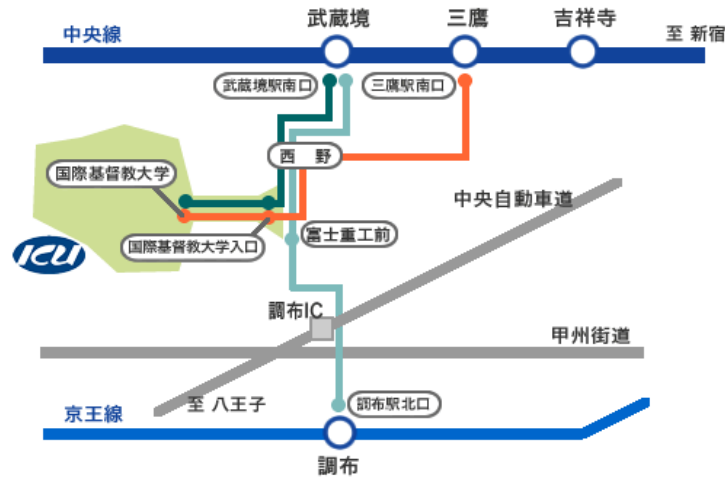 武蔵境
三鷹
吉祥寺
中央線
至 新宿
武蔵境駅南口
三鷹駅南口
西 野
国際基督教大学
中央自動車道
国際基督教大学入口
富士重工前
ICU
調布IC
甲州街道
至 八王子
調布駅北口
京王線
調布